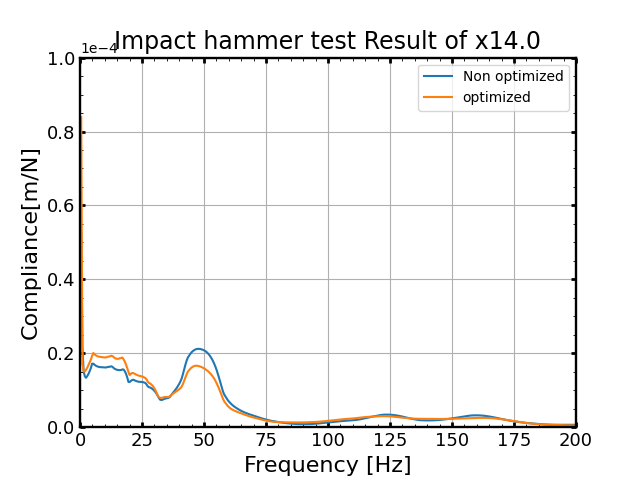 Impact hammer test Result of x14.0
1e−4
Non optimized
optimized
1.0
0.8
0.6
0.4
0.2
0.0
Compliance[m/N]
0 25 50 75 100 125 150 175 200
Frequency [Hz]